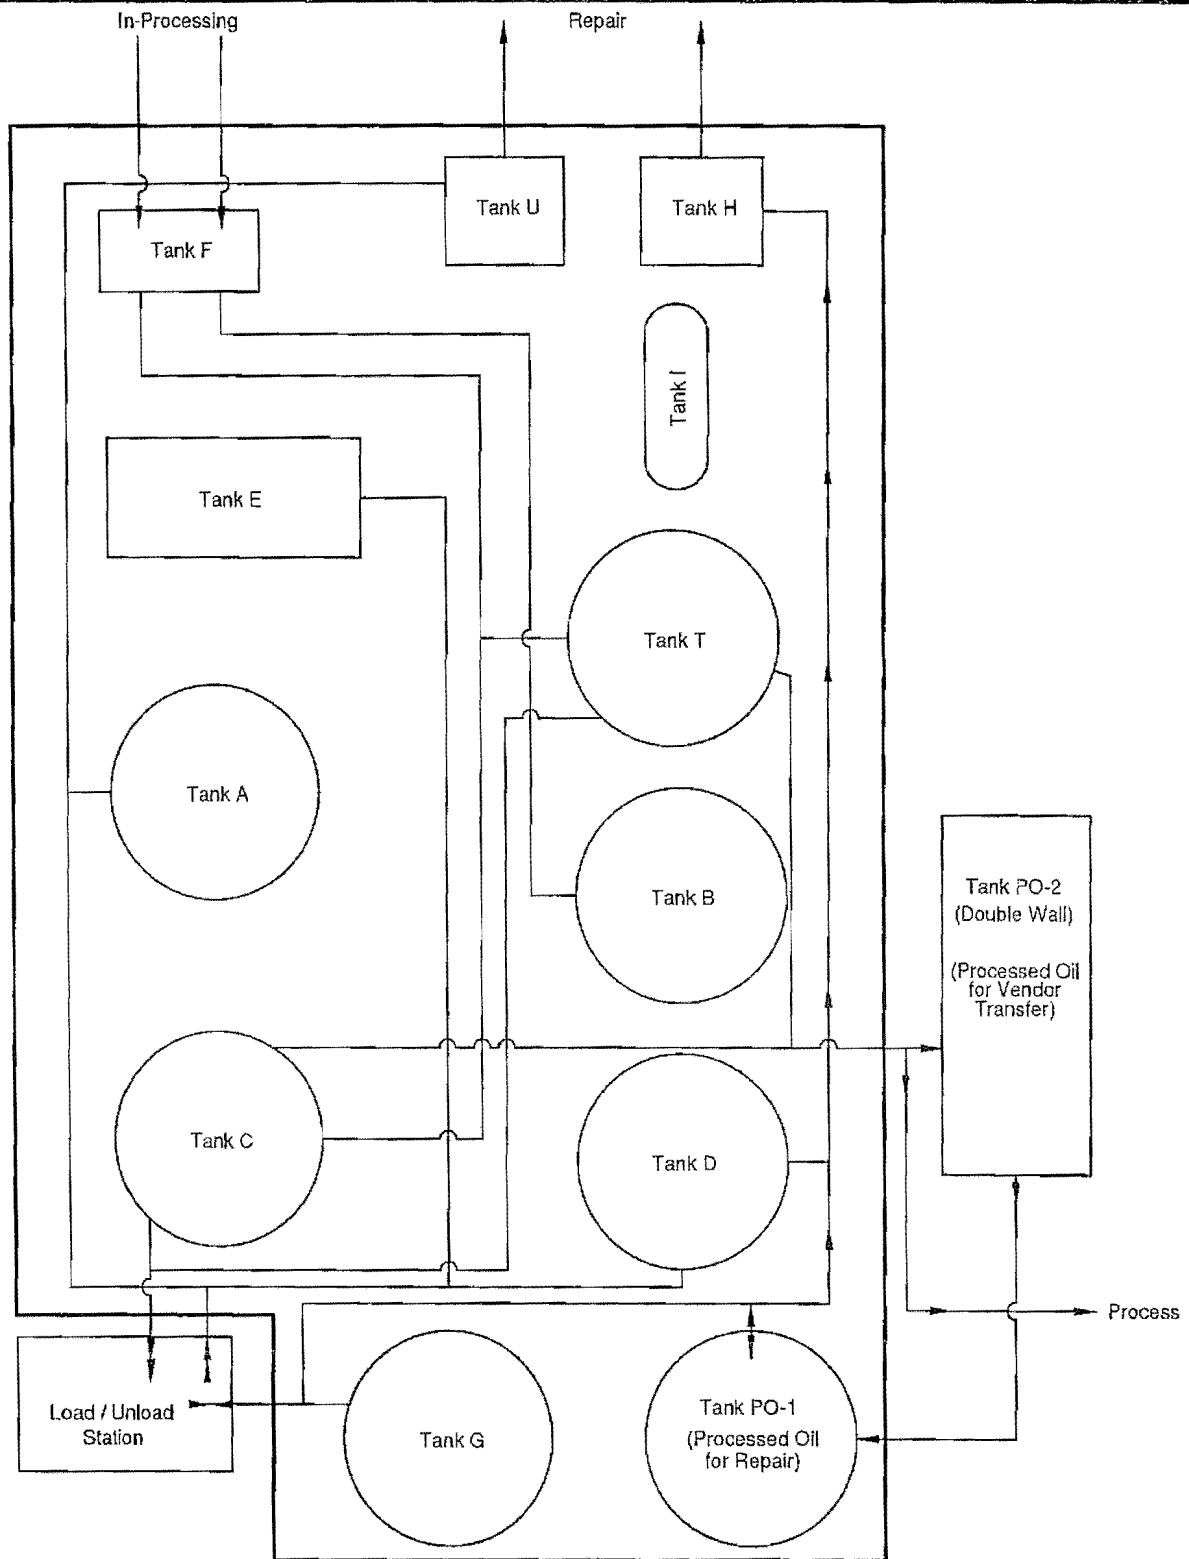 In-Processing
Repair
Tank U
Tank H
Tank F
Tank I
Tank E
Tank T
Tank A
Tank B
Tank PO-2
(Double Wall)
(Processed Oil
for Vendor
Transfer)
Tank C
Tank D
Process
Load / Unload
Station
Tank G
Tank PO-1
(Processed Oil
for Repair)